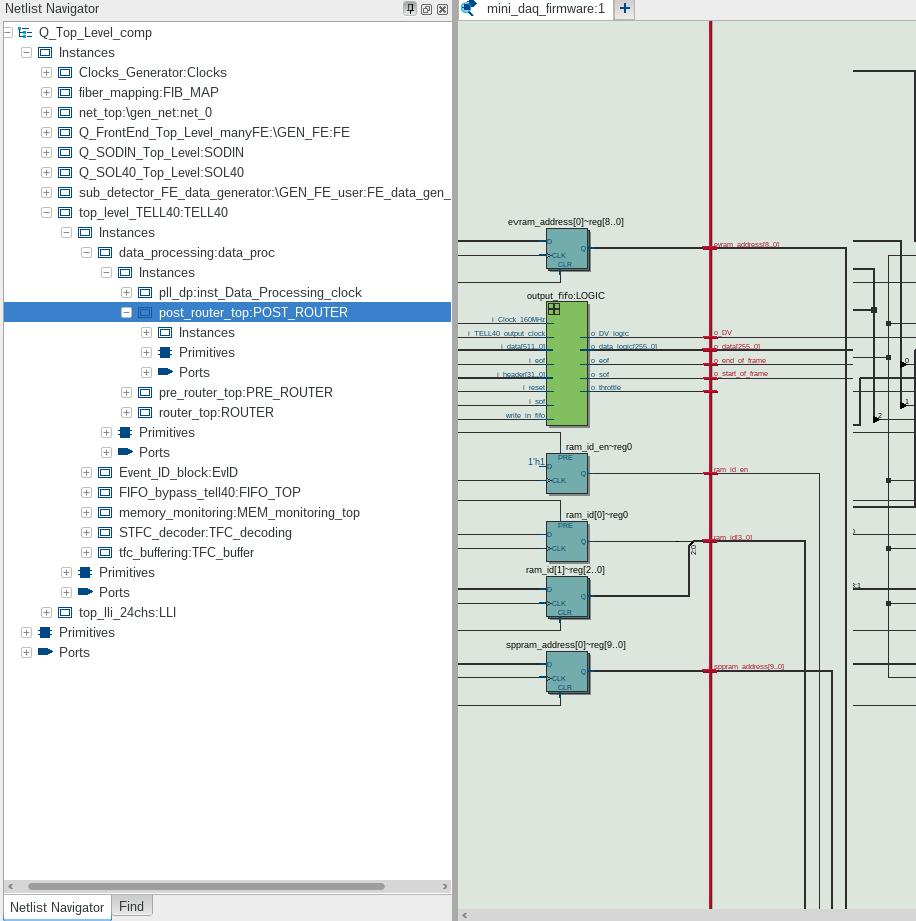 Netlist Navigator
Q_Top_Level_comp
Instances
Clocks_Generator:Clocks
fiber_mapping:FIB_MAP
net_top:\gen_net:net_0
Q_FrontEnd_Top_Level_manyFE:\GEN_FE:FE
Q_SODIN_Top_Level:SODIN
Q_SOL40_Top_Level:SOL40
sub_detector_FE_data_generator:\GEN_FE_user:FE_data_gen_
top_level_TELL40:TELL40
Instances
data_processing:data_proc
Instances
pll_dp:inst_Data_Processing_clock
post_router_top:POST_ROUTER
Instances
Primitives
Ports
pre_router_top:PRE_ROUTER
router_top:ROUTER
Primitives
Ports
Event_ID_block:EvID
FIFO_bypass_tell40:FIFO_TOP
memory_monitoring:MEM_monitoring_top
STFC_decoder:TFC_decoding
tfc_buffering:TFC_buffer
Primitives
Ports
top_lli_24chs:LLI
Primitives
Ports
Netlist Navigator
Find
mini_daq_firmware:1
evram_address[0]~reg[8..0]
D
CLK
Q
CLR
evram_address[8..0]
output_fifo:LOGIC
i_Clock_160MHz
i_TELL40_output_clock
i_data[511..0]
i_eof
i_header[31..0]
i_reset
i_sof
write_in_fifo
o_DV_logic
o_data_logic[255..0]
o_eof
o_sof
o_throttle
o_DV
o_data[255..0]
o_end_of_frame
o_start_of_frame
0
1
2
ram_id_en~reg0
PRE
1'h1
D
Q
CLK
ram_id_en
ram_id[0]~reg0
PRE
D
Q
CLK
ram_id[3..0]
2:0
ram_id[1]~reg[2..0]
D
Q
CLK
CLR
sppram_address[0]~reg[9..0]
D
Q
CLK
CLR
sppram_address[9..0]